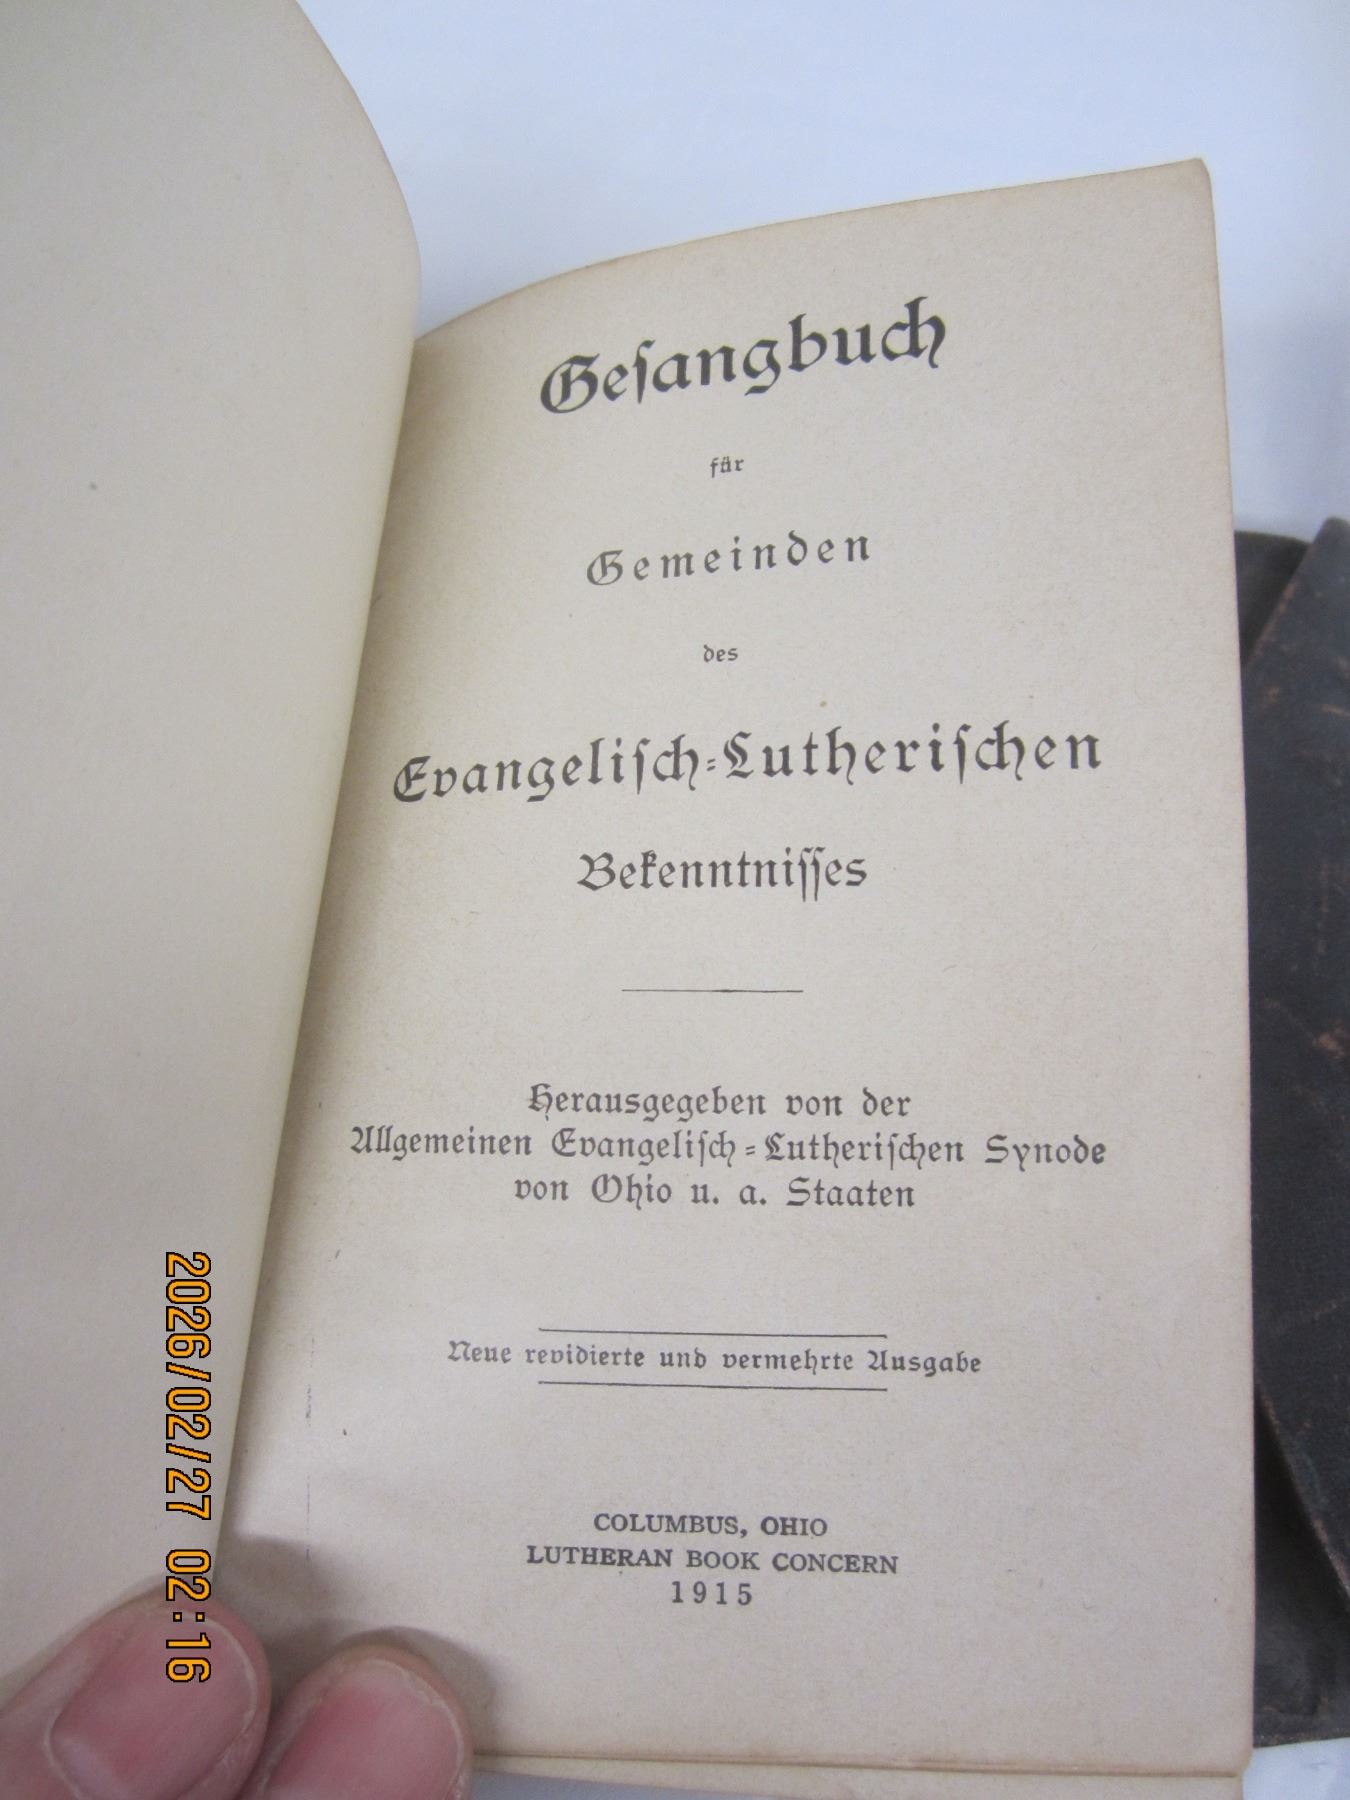 Gesangbuch
für
Gemeinden
des
Evangelisch=Lutherischen
Bekenntnisses
Herausgegeben von der
Allgemeinen Evangelisch=Lutherischen Synode
von Ohio u. a. Staaten
Neue revidierte und vermehrte Ausgabe
COLUMBUS, OHIO
LUTHERAN BOOK CONCERN
1915
2026/02/27 02:16